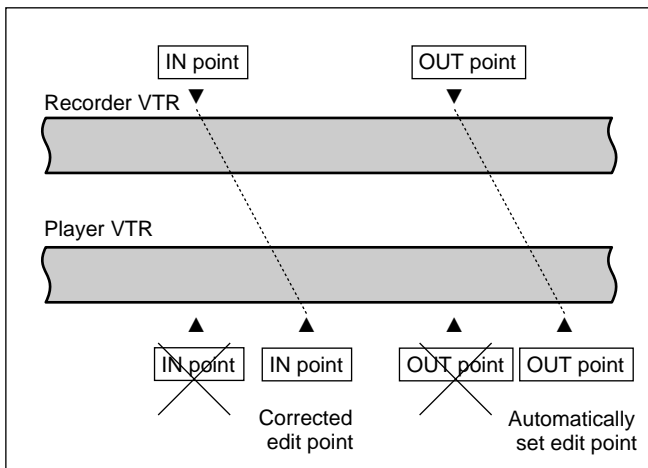 IN point
OUT point
Recorder VTR
Player VTR
IN point
IN point
OUT point
OUT point
Corrected
edit point
Automatically
set edit point